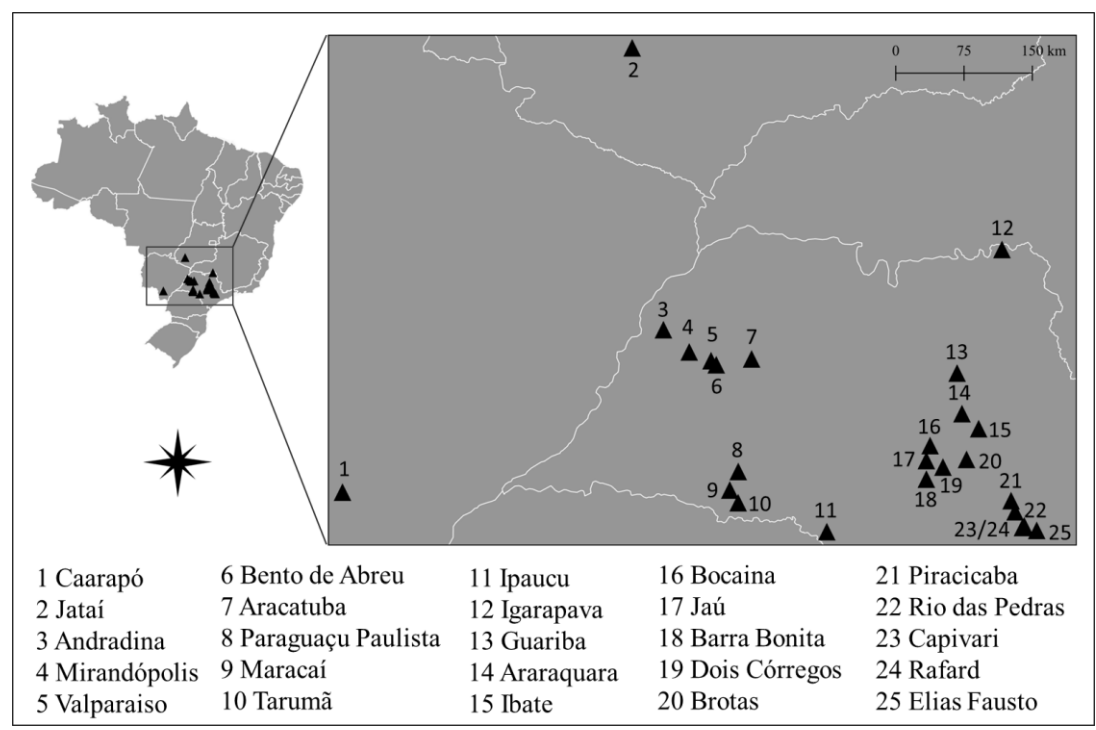 0 75 150 km
2
12
3
4
5
7
6
13
14
16
15
8
17
20
1
19
9
18
10
21
11
22
23/24
25
1 Caarapó
2 Jataí
3 Andradina
4 Mirandópolis
5 Valparaiso
6 Bento de Abreu
7 Aracatuba
8 Paraguaçu Paulista
9 Maracaí
10 Tarumã
11 Ipaucu
12 Igarapava
13 Guariba
14 Araraquara
15 Ibate
16 Bocaina
17 Jaú
18 Barra Bonita
19 Dois Córregos
20 Brotas
21 Piracicaba
22 Rio das Pedras
23 Capivari
24 Rafard
25 Elias Fausto